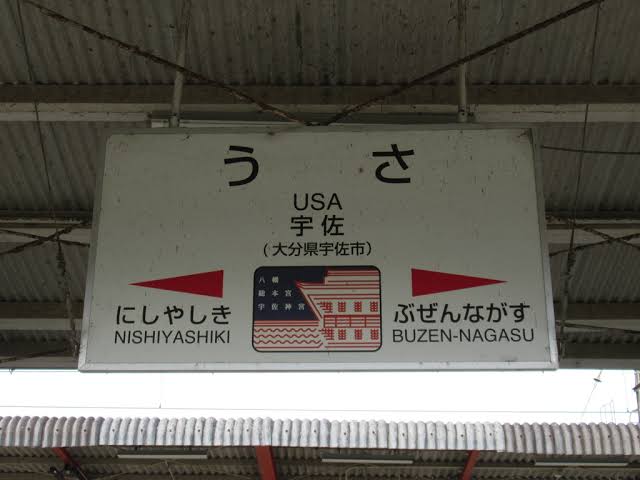 うさ
USA
宇佐
(大分県宇佐市)
八幡
総本宮
宇佐神宮
にしやしき
NISHIYASHIKI
ぶぜんながす
BUZEN-NAGASU